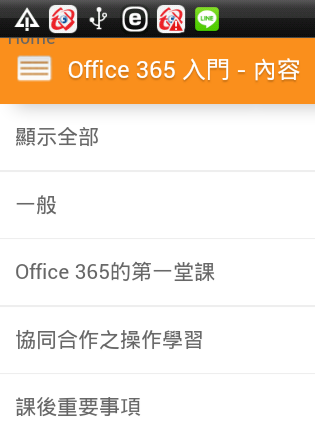 Home
Office 365 入門 - 內容
顯示全部
一般
Office 365的第一堂課
協同合作之操作學習
課後重要事項